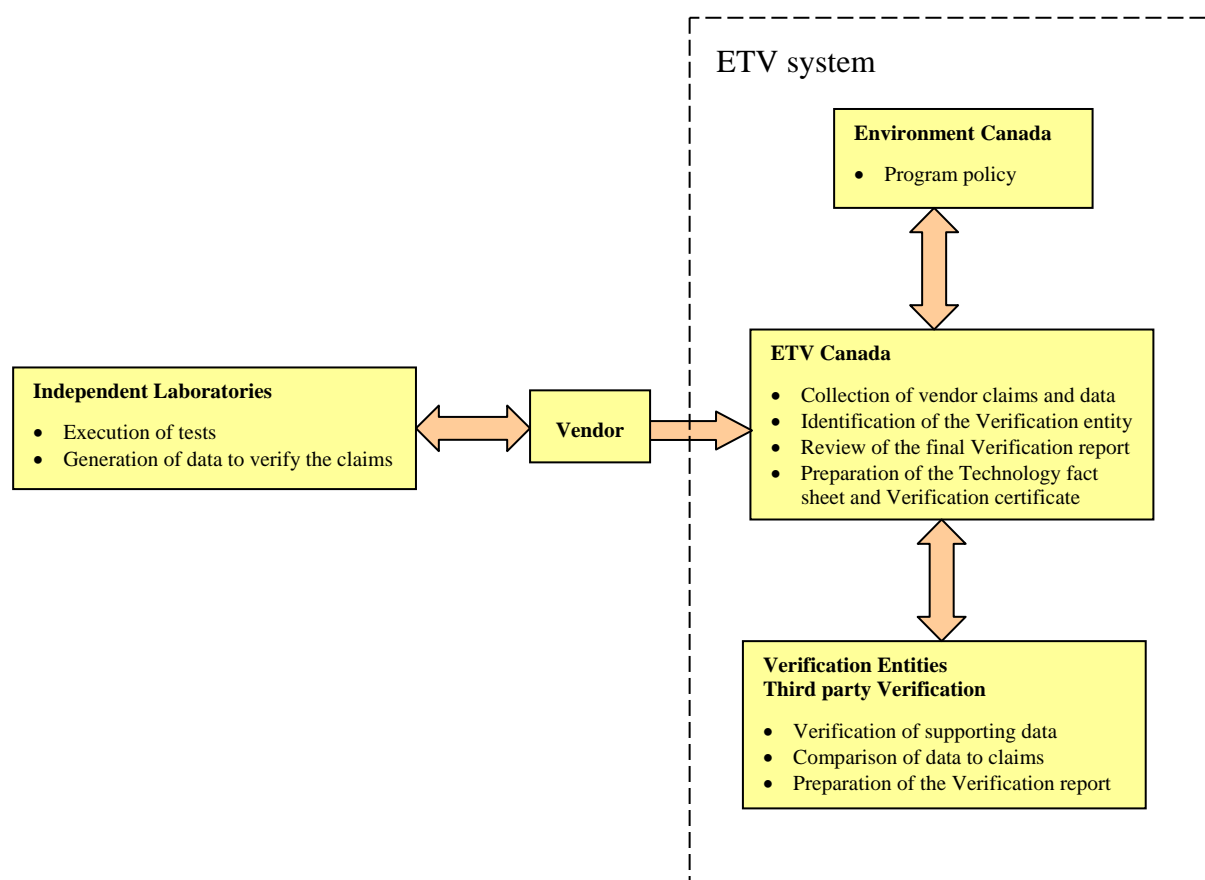 ETV system
Environment Canada
• Program policy
ETV Canada
• Collection of vendor claims and data
• Identification of the Verification entity
• Review of the final Verification report
• Preparation of the Technology fact
sheet and Verification certificate
Independent Laboratories
• Execution of tests
• Generation of data to verify the claims
Vendor
Verification Entities
Third party Verification
• Verification of supporting data
• Comparison of data to claims
• Preparation of the Verification report